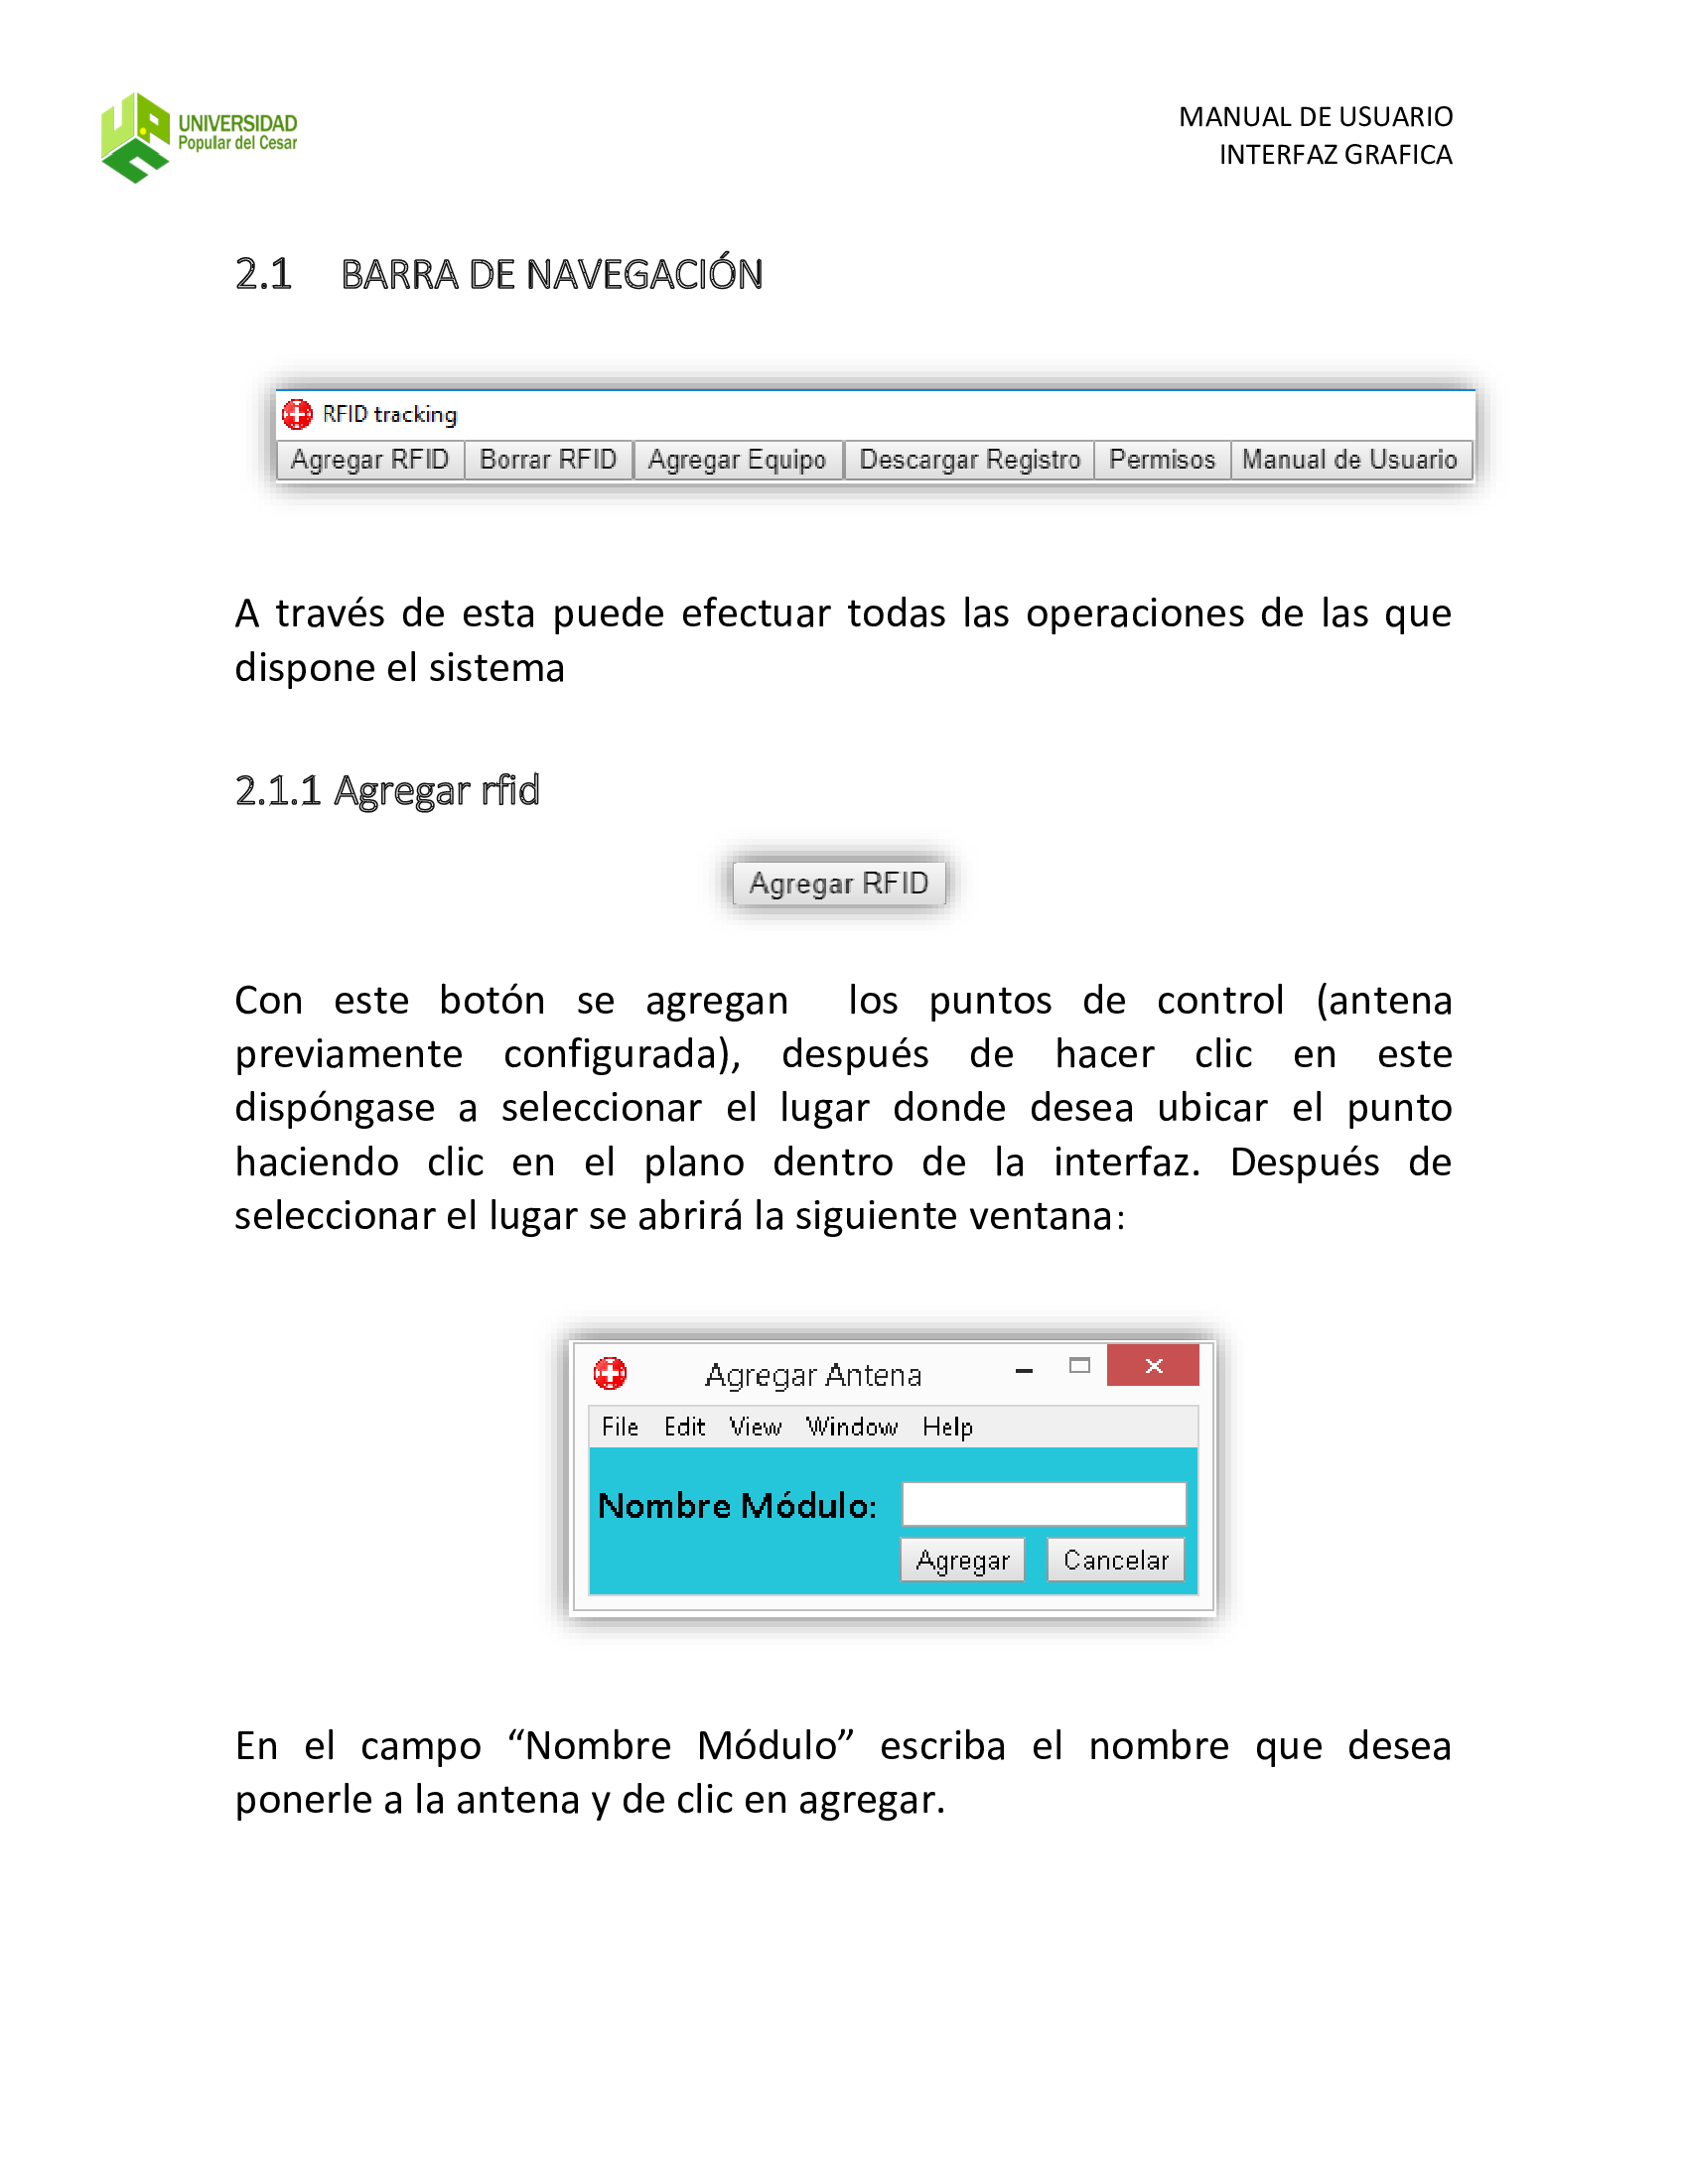 UNIVERSIDAD
Popular del Cesar
MANUAL DE USUARIO
INTERFAZ GRAFICA
2.1 BARRA DE NAVEGACIÓN
RFID tracking
Agregar RFID Borrar RFID Agregar Equipo Descargar Registro Permisos Manual de Usuario
A través de esta puede efectuar todas las operaciones de las que
dispone el sistema
2.1.1 Agregar rfid
Agregar RFID
Con este botón se agregan los puntos de control (antena
previamente configurada), después de hacer clic en este
dispóngase a seleccionar el lugar donde desea ubicar el punto
haciendo clic en el plano dentro de la interfaz. Después de
seleccionar el lugar se abrirá la siguiente ventana:
Agregar Antena
File Edit View Window Help
Nombre Módulo:
Agregar Cancelar
En el campo “Nombre Módulo” escriba el nombre que desea
ponerle a la antena y de clic en agregar.